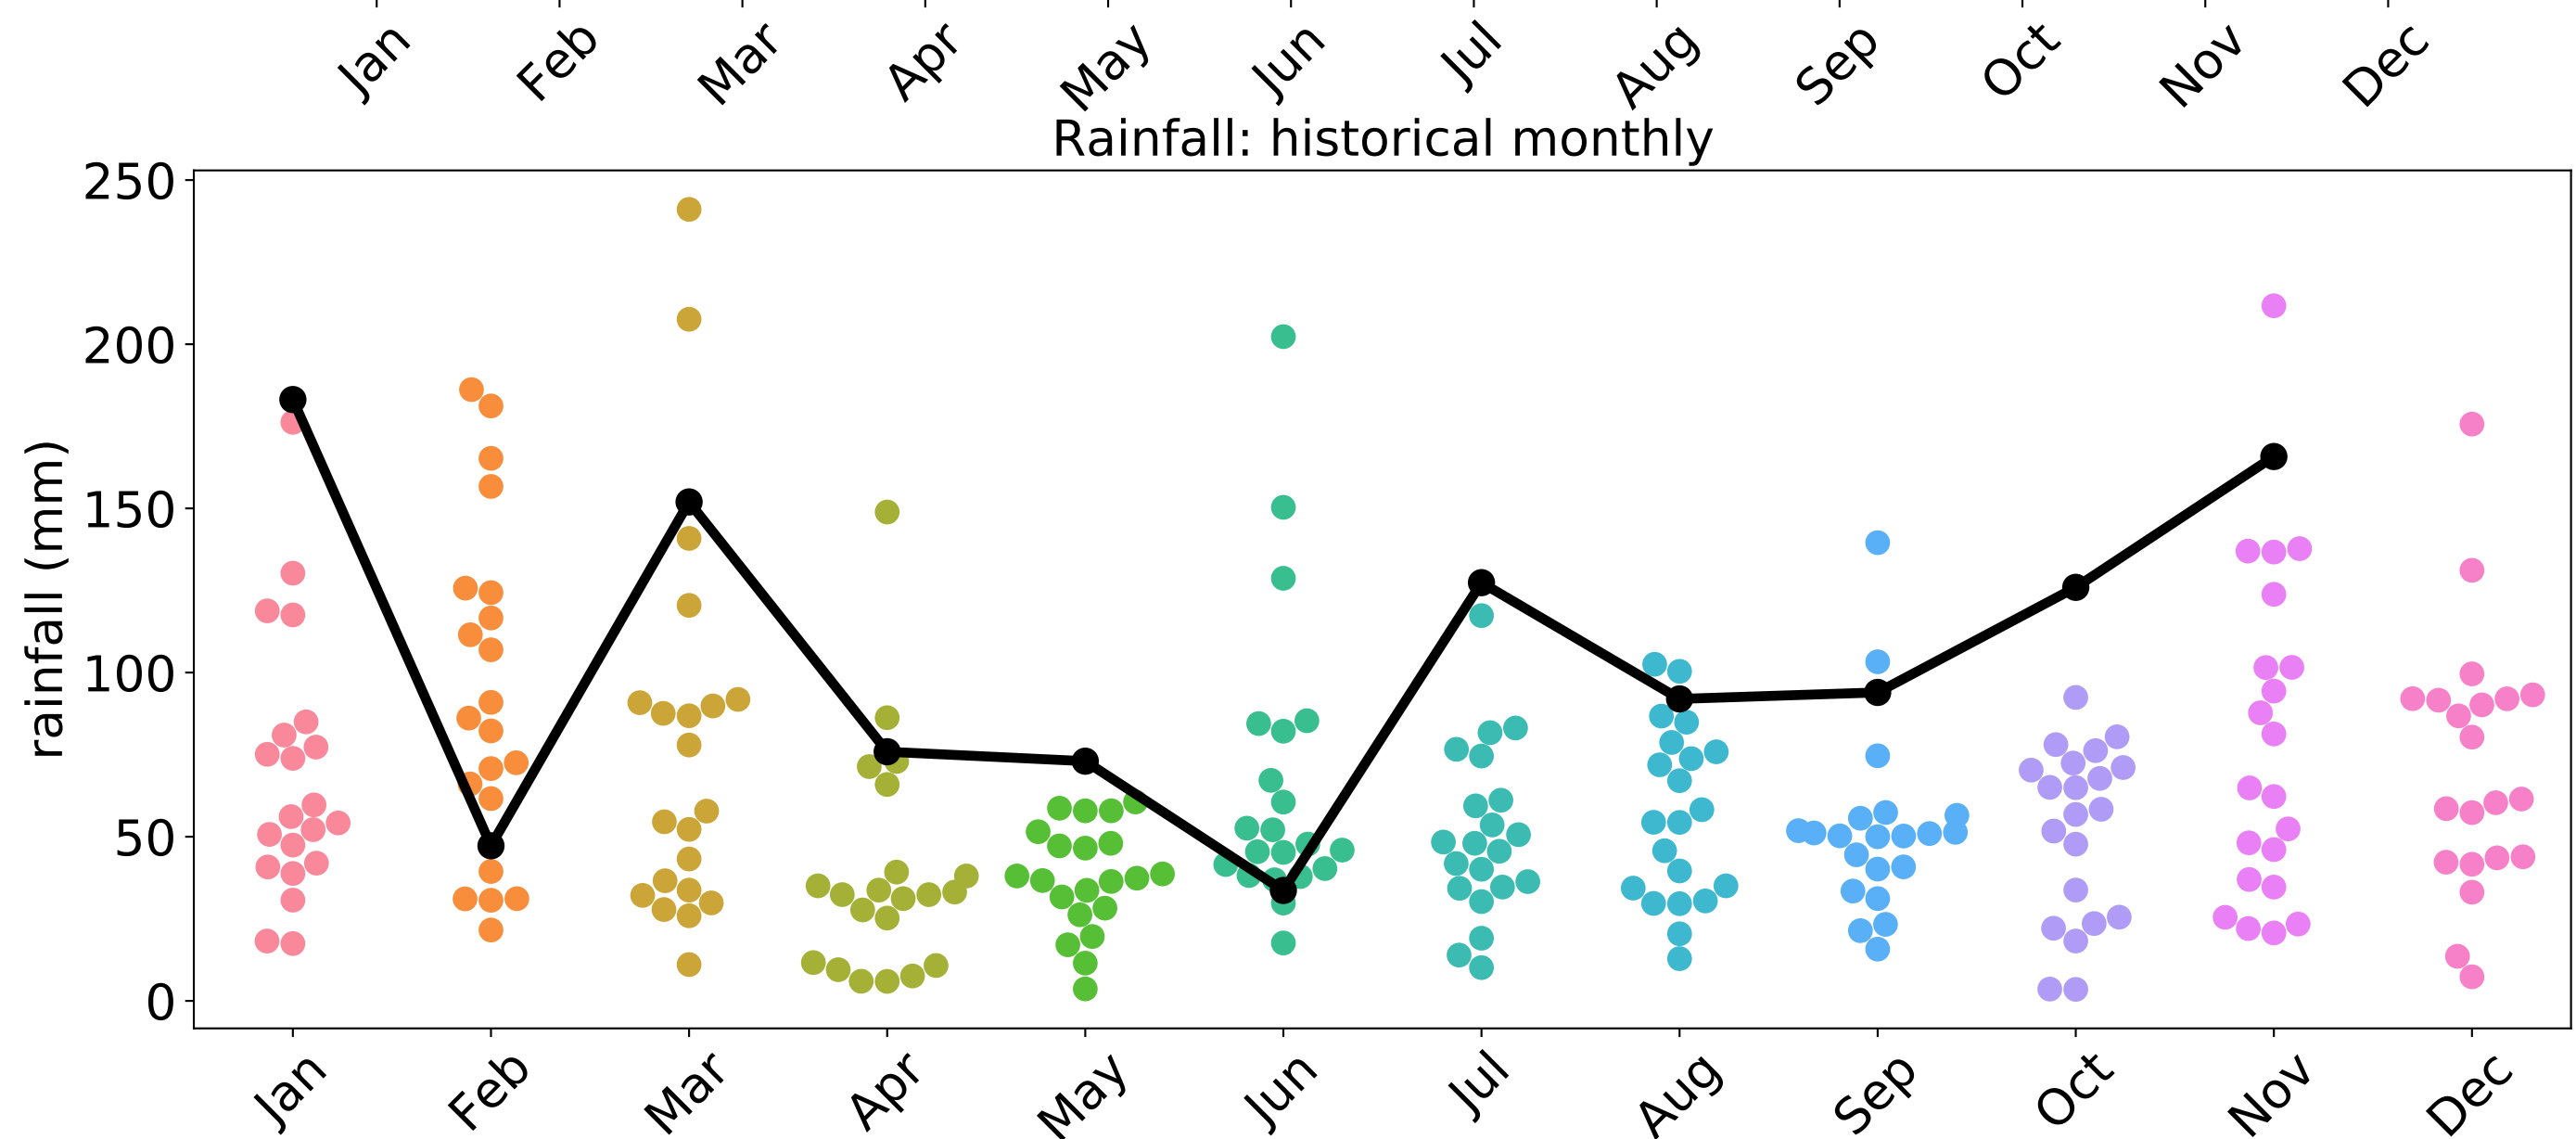 Jan Feb Mar Apr May Jun Jul Aug Sep Oct Nov Dec
Rainfall: historical monthly
250
200
150
100
50
0
rainfall (mm)
Jan Feb Mar Apr May Jun Jul Aug Sep Oct Nov Dec